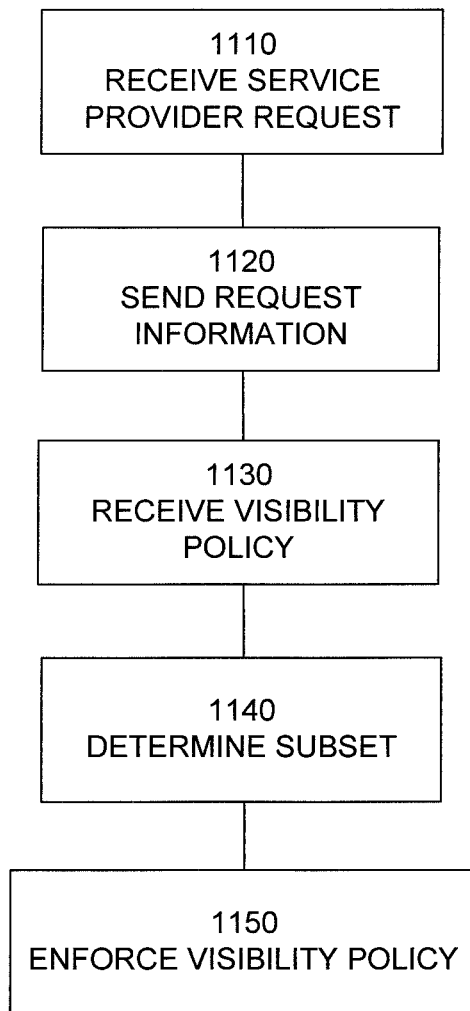 1110
RECEIVE SERVICE
PROVIDER REQUEST
1120
SEND REQUEST
INFORMATION
1130
RECEIVE VISIBILITY
POLICY
1140
DETERMINE SUBSET
1150
ENFORCE VISIBILITY POLICY